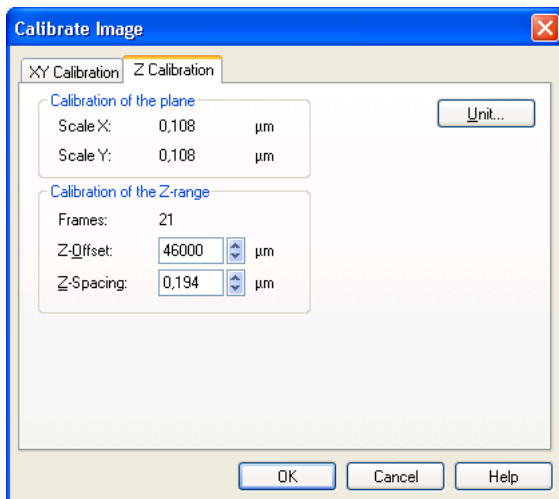 Calibrate Image
XY Calibration Z Calibration
Calibration of the plane
Scale X: 0,108 µm
Unit...
Scale Y: 0,108 µm
Calibration of the Z-range
Frames: 21
Z-Offset: 46000 µm
Z-Spacing: 0,194 µm
OK Cancel Help